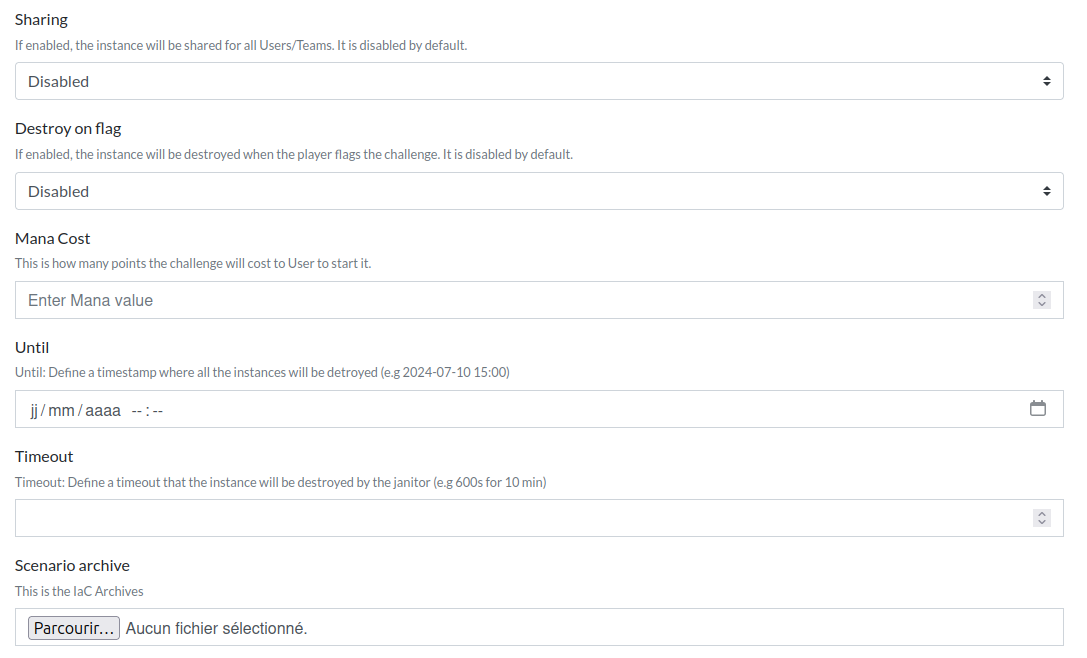 Sharing
If enabled, the instance will be shared for all Users/Teams. It is disabled by default.
Disabled
Destroy on flag
If enabled, the instance will be destroyed when the player flags the challenge. It is disabled by default.
Disabled
Mana Cost
This is how many points the challenge will cost to User to start it.
Enter Mana value
Until
Until: Define a timestamp where all the instances will be detroyed (e.g 2024-07-10 15:00)
jj/mm/aaaa --:--
Timeout
Timeout: Define a timeout that the instance will be destroyed by the janitor (e.g 600s for 10 min)
Scenario archive
This is the IaC Archives
Parcourir... Aucun fichier sélectionné.